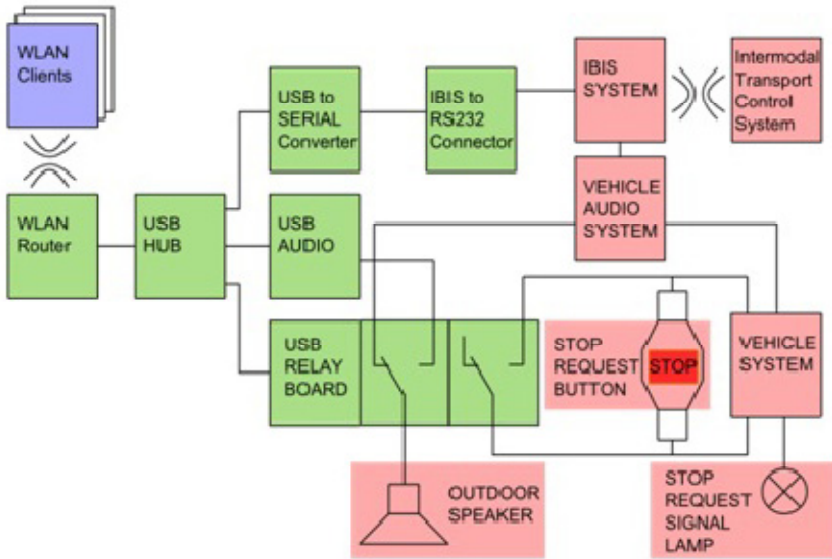 WLAN
Clients
USB to
SERIAL
Converter
IBIS to
RS232
Connector
IBIS
SYSTEM
Intermodal
Transport
Control
System
WLAN
Router
USB
HUB
USB
AUDIO
VEHICLE
AUDIO
SYSTEM
USB
RELAY
BOARD
STOP
REQUEST
BUTTON
STOP
VEHICLE
SYSTEM
OUTDOOR
SPEAKER
STOP
REQUEST
SIGNAL
LAMP